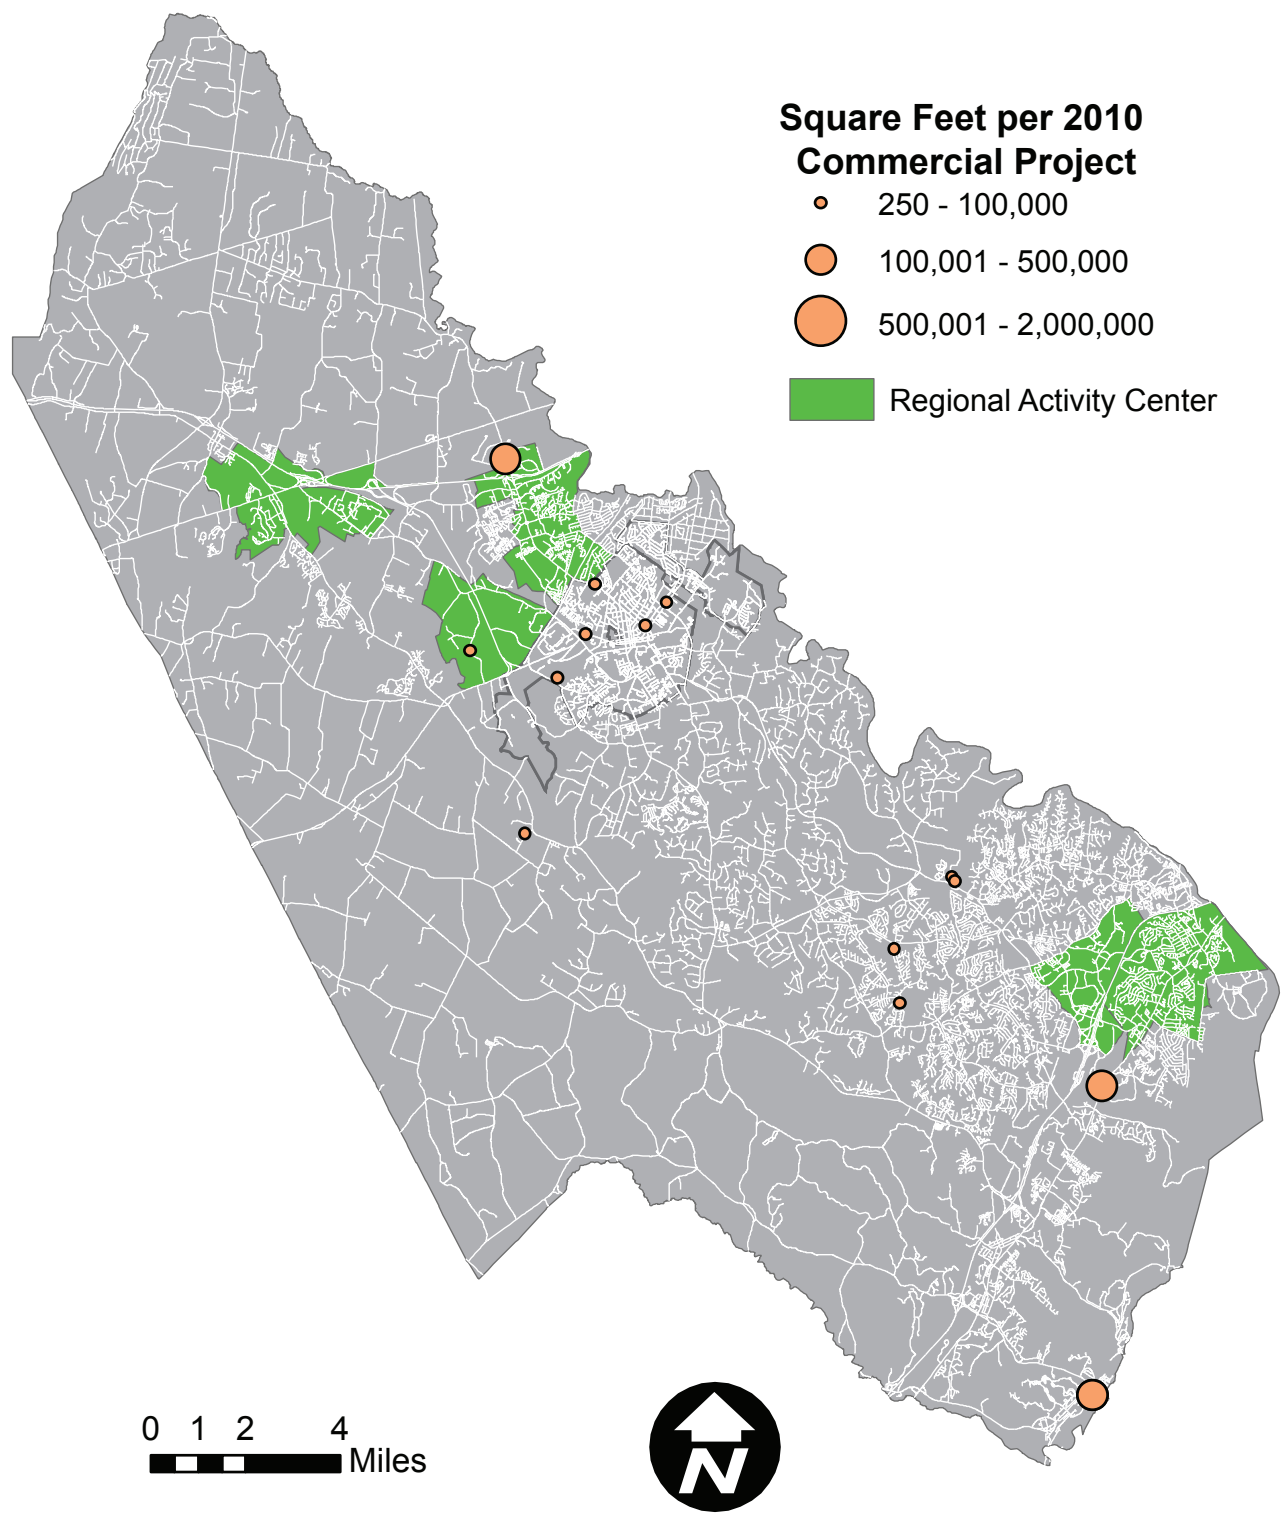 Square Feet per 2010
Commercial Project
250 - 100,000
100,001 - 500,000
500,001 - 2,000,000
Regional Activity Center
0 1 2 4
Miles
N